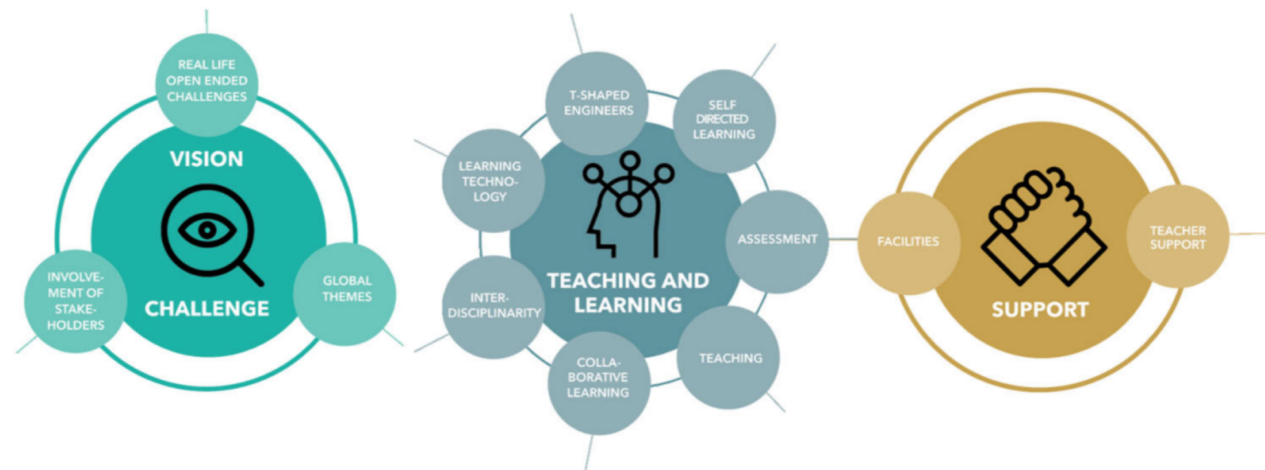 REAL LIFE
OPEN ENDED
CHALLENGES
VISION
CHALLENGE
INVOLVE-
MENT OF
STAKE-
HOLDERS
GLOBAL
THEMES
T-SHAPED
ENGINEERS
SELF
DIRECTED
LEARNING
LEARNING
TECHNO-
LOGY
ASSESSMENT
TEACHING AND
LEARNING
INTER-
DISCIPLINARITY
COLLA-
BORATIVE
LEARNING
TEACHING
FACILITIES
TEACHER
SUPPORT
SUPPORT